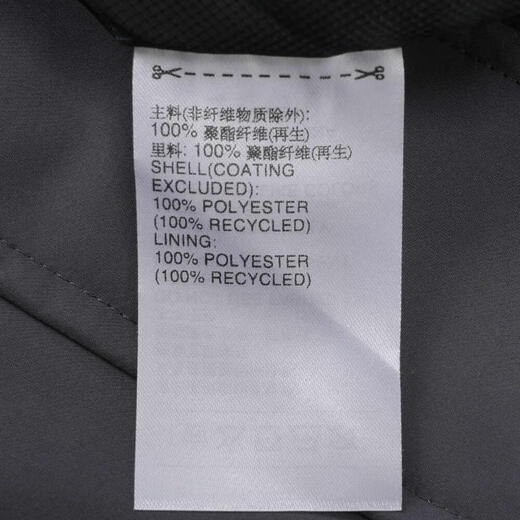 主料(非纤维物质除外):
100% 聚酯纤维(再生)
里料: 100% 聚酯纤维(再生)
SHELL(COATING
EXCLUDED):
100% POLYESTER
(100% RECYCLED)
LINING:
100% POLYESTER
(100% RECYCLED)